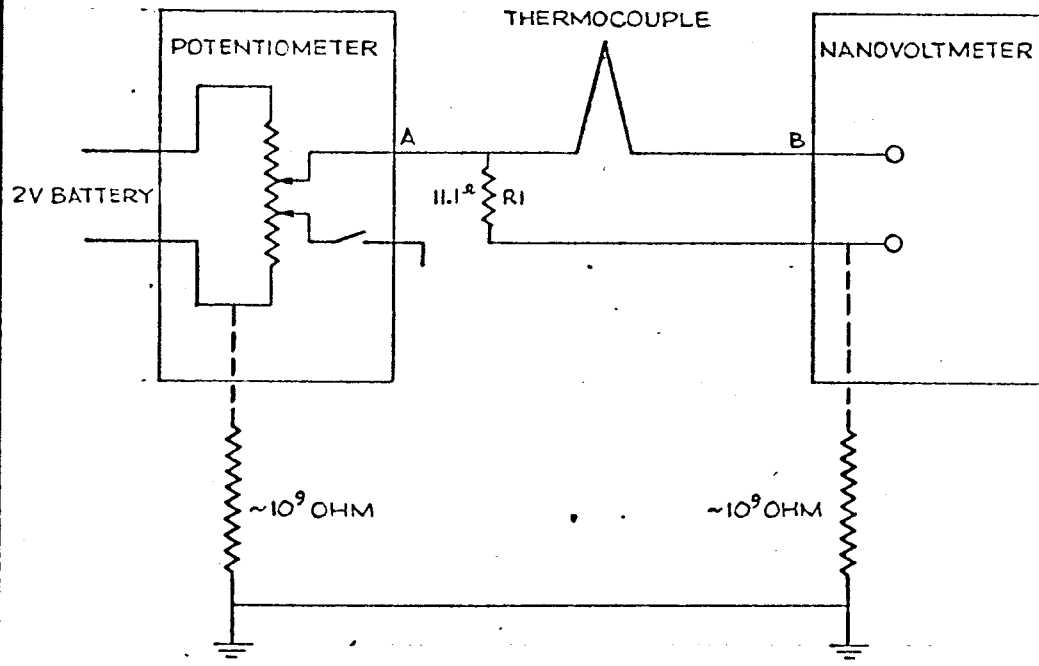 THERMOCOUPLE
POTENTIOMETER
NANOVOLTMETER
A
B
2V BATTERY
11.1Ω R1
~10⁹ OHM
~10⁹ OHM